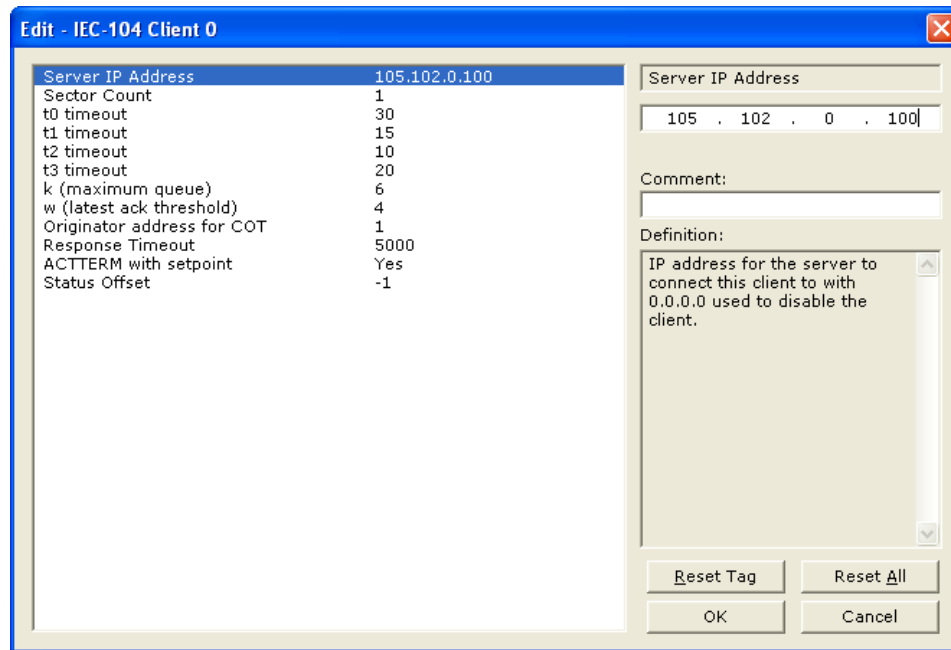 Edit - IEC-104 Client 0
Server IP Address 105.102.0.100
Sector Count 1
t0 timeout 30
t1 timeout 15
t2 timeout 10
t3 timeout 20
k (maximum queue) 6
w (latest ack threshold) 4
Originator address for COT 1
Response Timeout 5000
ACTTERM with setpoint Yes
Status Offset -1
Server IP Address
105 . 102 . 0 . 100
Comment:
Definition:
IP address for the server to
connect this client to with
0.0.0.0 used to disable the
client.
Reset Tag Reset All
OK Cancel